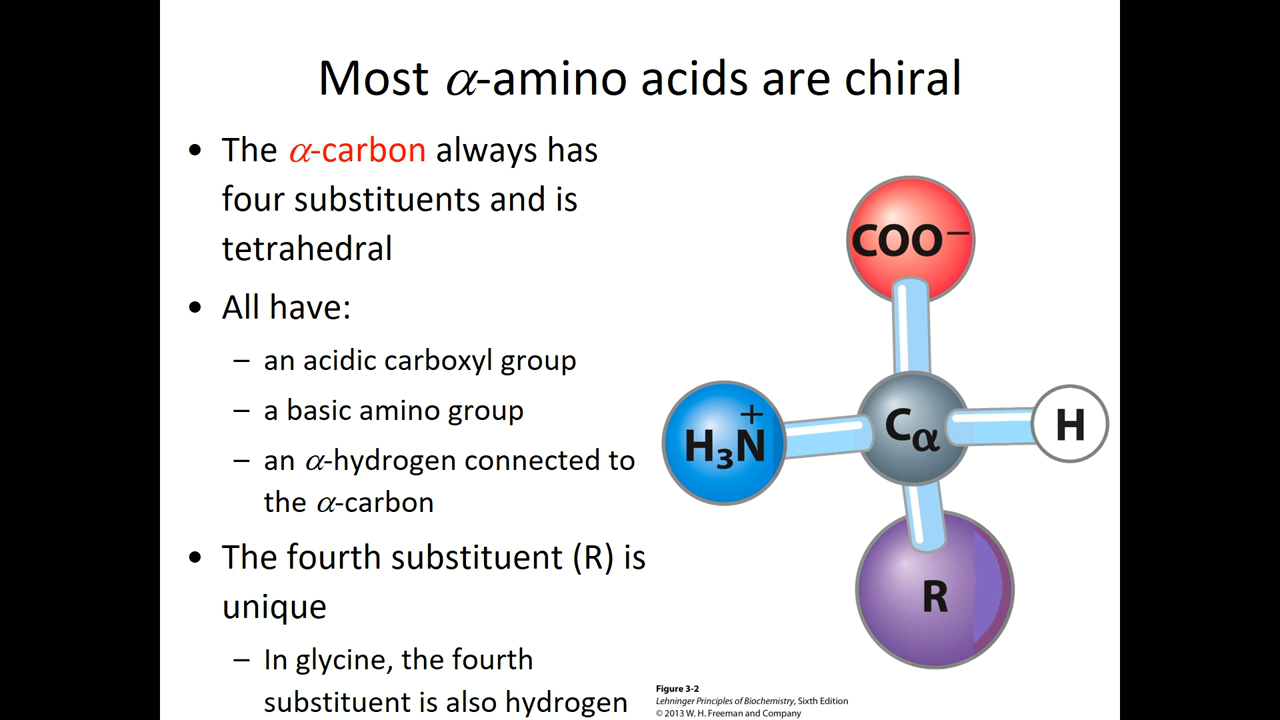 Most α-amino acids are chiral
• The α-carbon always has
four substituents and is
tetrahedral
• All have:
– an acidic carboxyl group
– a basic amino group
– an α-hydrogen connected to
the α-carbon
• The fourth substituent (R) is
unique
– In glycine, the fourth
substituent is also hydrogen
COO⁻
H₃N⁺
Cα
H
R
Figure 3-2
Lehninger Principles of Biochemistry, Sixth Edition
© 2013 W. H. Freeman and Company